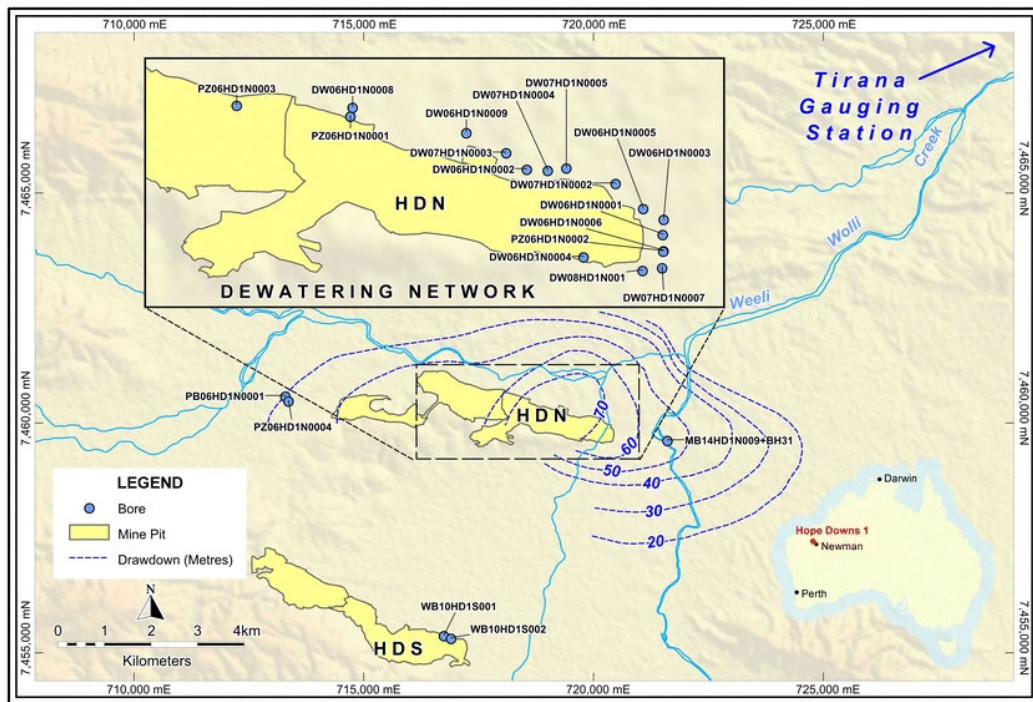 710,000 mE
715,000 mE
720,000 mE
725,000 mE
Tirana
Gauging
Station
PZ06HD1N0003
DW06HD1N0008
PZ06HD1N0001
DW07HD1N0005
DW07HD1N0004
DW06HD1N0009
DW06HD1N0005
DW06HD1N0003
DW07HD1N0003
DW06HD1N0002
DW07HD1N0002
DW06HD1N0001
HDN
DW06HD1N0006
PZ06HD1N0002
DW06HD1N0004
DW08HD1N001
DW07HD1N0007
DEWATERING NETWORK
7,465,000 mN
7,465,000 mN
Creek
Wolli
Weeli
PB06HD1N0001
PZ06HD1N0004
HDN
70
60
50
40
30
20
MB14HD1N009+BH31
7,460,000 mN
7,460,000 mN
LEGEND
Bore
Mine Pit
Drawdown (Metres)
N
0 1 2 4km
Kilometers
WB10HD1S001
WB10HD1S002
HDS
Darwin
Hope Downs 1
Newman
Perth
7,455,000 mN
7,455,000 mN
710,000 mE
715,000 mE
720,000 mE
725,000 mE